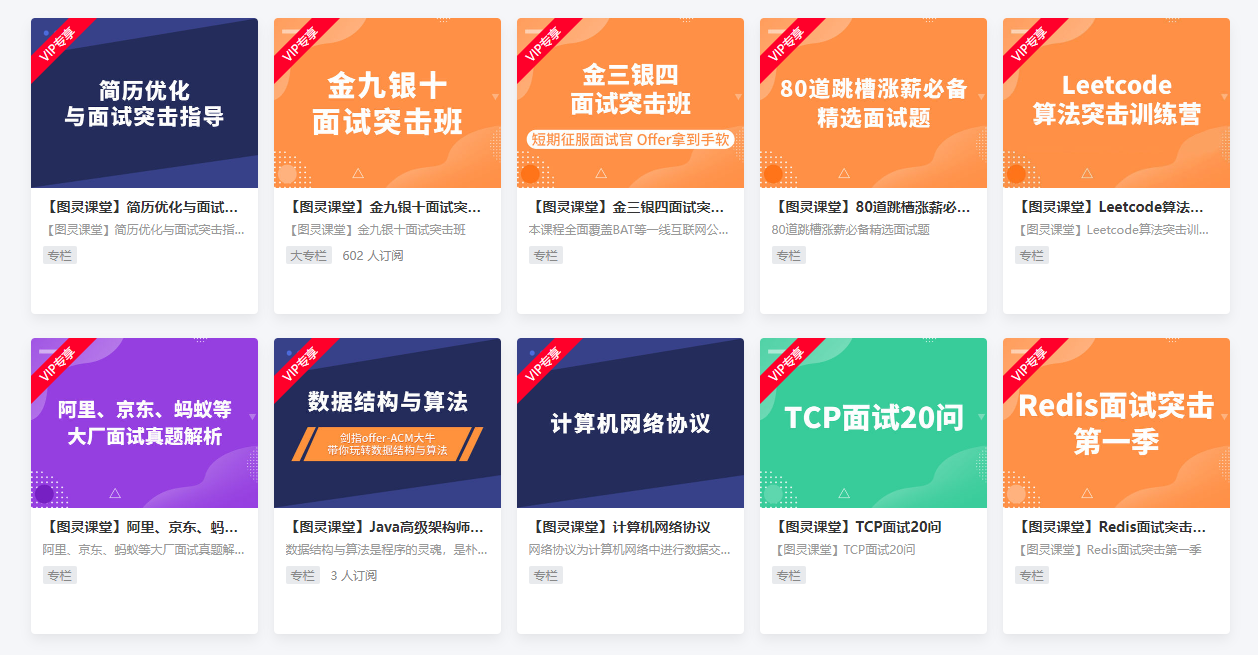 VIP专享
简历优化
与面试突击指导
【图灵课堂】简历优化与面试...
【图灵课堂】简历优化与面试突击指...
专栏
VIP专享
金九银十
面试突击班
【图灵课堂】金九银十面试突...
【图灵课堂】金九银十面试突击班
大专栏 602 人订阅
VIP专享
金三银四
面试突击班
短期征服面试官 Offer拿到手软
【图灵课堂】金三银四面试突...
本课程全面覆盖BAT等一线互联网公...
专栏
VIP专享
80道跳槽涨薪必备
精选面试题
【图灵课堂】80道跳槽涨薪必...
80道跳槽涨薪必备精选面试题
专栏
VIP专享
Leetcode
算法突击训练营
【图灵课堂】Leetcode算法...
【图灵课堂】Leetcode算法突击训...
专栏
VIP专享
阿里、京东、蚂蚁等
大厂面试真题解析
【图灵课堂】阿里、京东、蚂...
阿里、京东、蚂蚁等大厂面试真题解...
专栏
VIP专享
数据结构与算法
剑指offer-ACM大牛
带你玩转数据结构与算法
【图灵课堂】Java高级架构师...
数据结构与算法是程序的灵魂，是朴...
专栏 3 人订阅
VIP专享
计算机网络协议
【图灵课堂】计算机网络协议
网络协议为计算机网络中进行数据交...
专栏
VIP专享
TCP面试20问
【图灵课堂】TCP面试20问
【图灵课堂】TCP面试20问
专栏
VIP专享
Redis面试突击
第一季
【图灵课堂】Redis面试突击...
【图灵课堂】Redis面试突击第一季
专栏